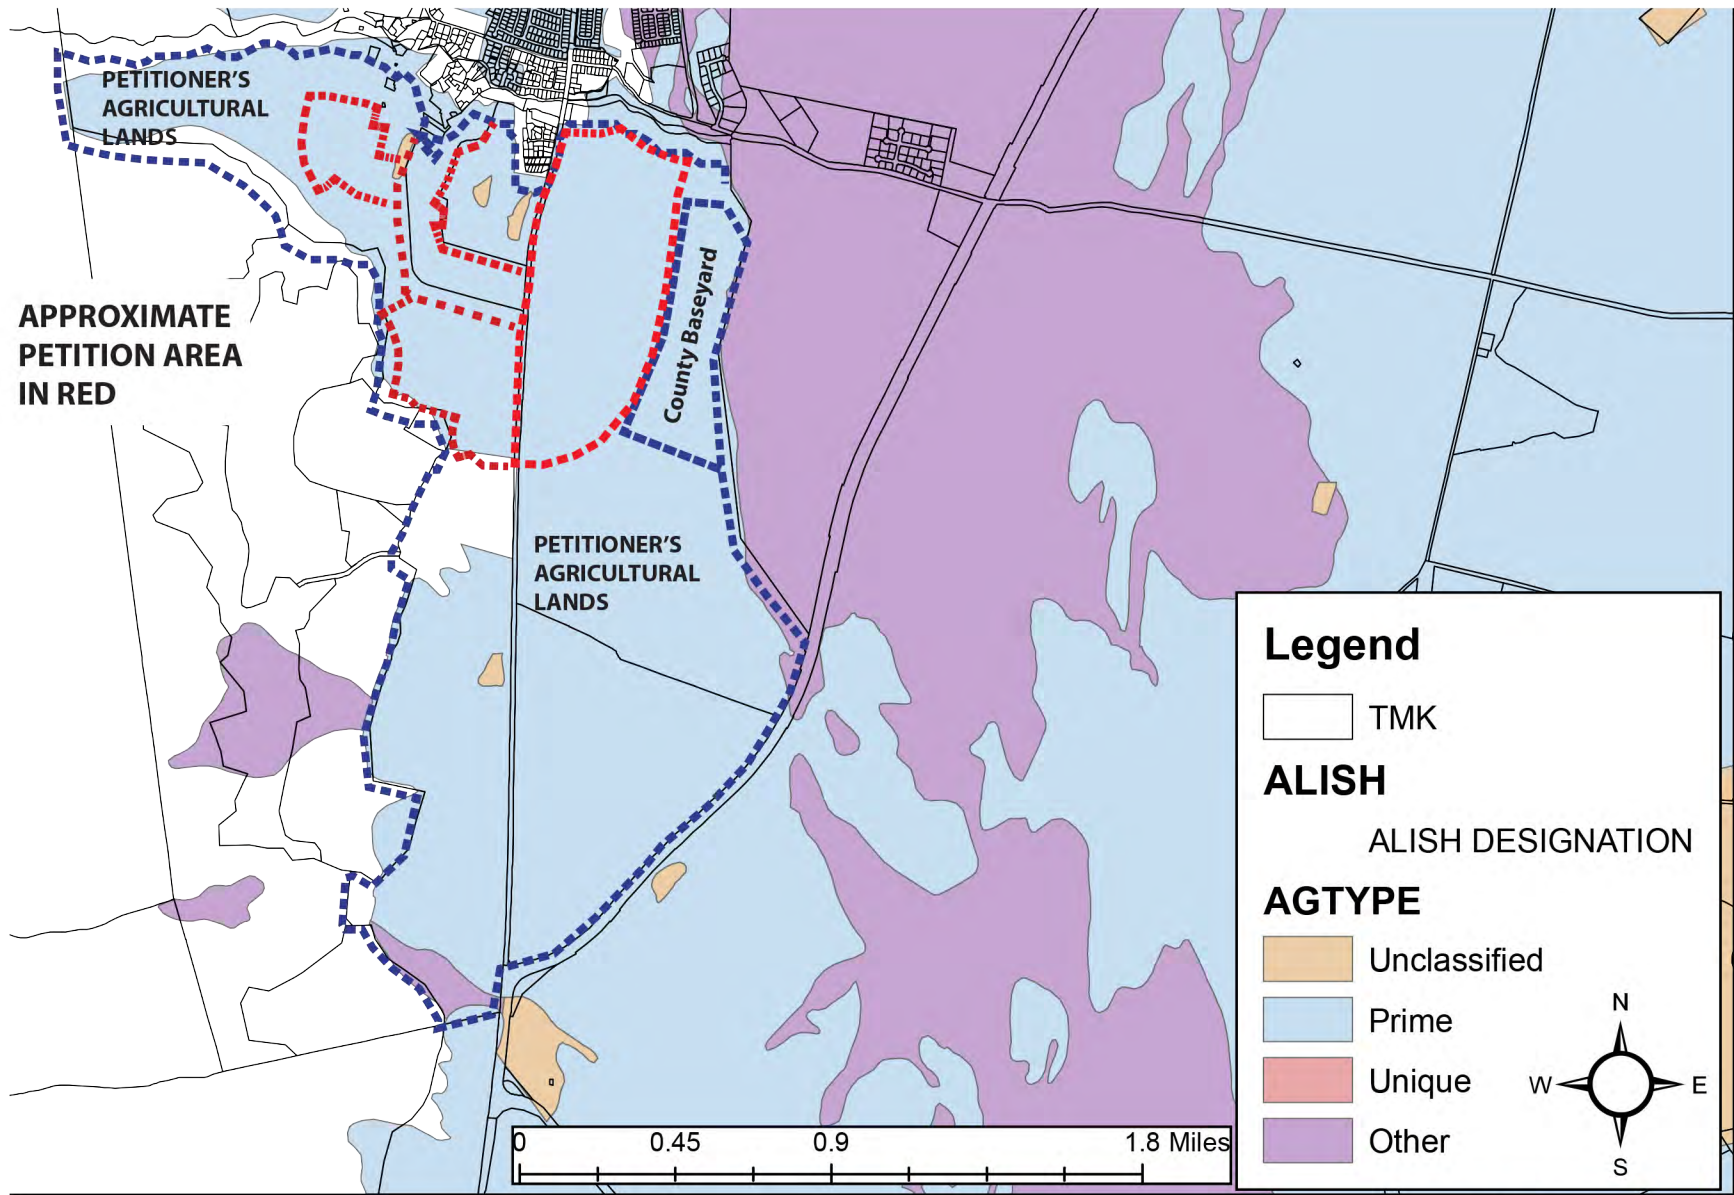 PETITIONER'S
AGRICULTURAL
LANDS
APPROXIMATE
PETITION AREA
IN RED
County Baseyard
PETITIONER'S
AGRICULTURAL
LANDS
Legend
TMK
ALISH
ALISH DESIGNATION
AGTYPE
Unclassified
Prime
Unique
Other
N
W E
S
0 0.45 0.9 1.8 Miles